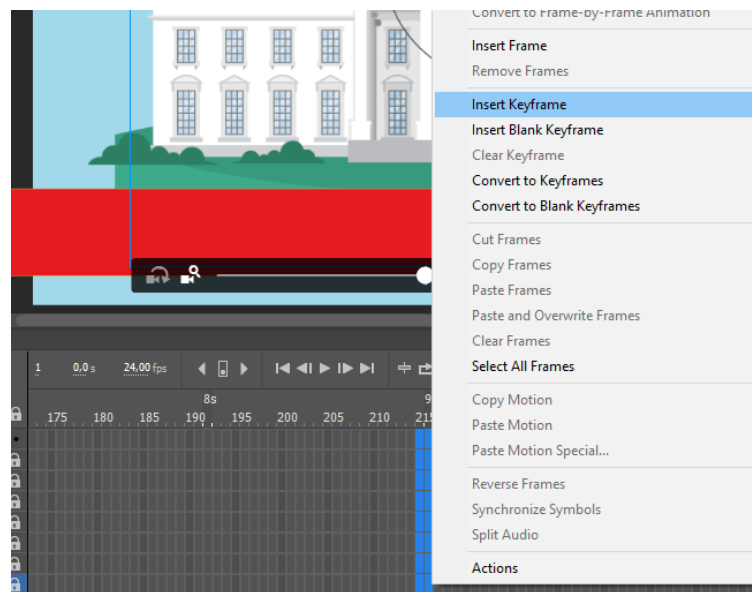 Convert to Frame-by-Frame Animation
Insert Frame
Remove Frames
Insert Keyframe
Insert Blank Keyframe
Clear Keyframe
Convert to Keyframes
Convert to Blank Keyframes
Cut Frames
Copy Frames
Paste Frames
Paste and Overwrite Frames
Clear Frames
Select All Frames
Copy Motion
Paste Motion
Paste Motion Special...
Reverse Frames
Synchronize Symbols
Split Audio
Actions
1 0,0 s 24,00 fps
8s 9
175 180 185 190 195 200 205 210 215